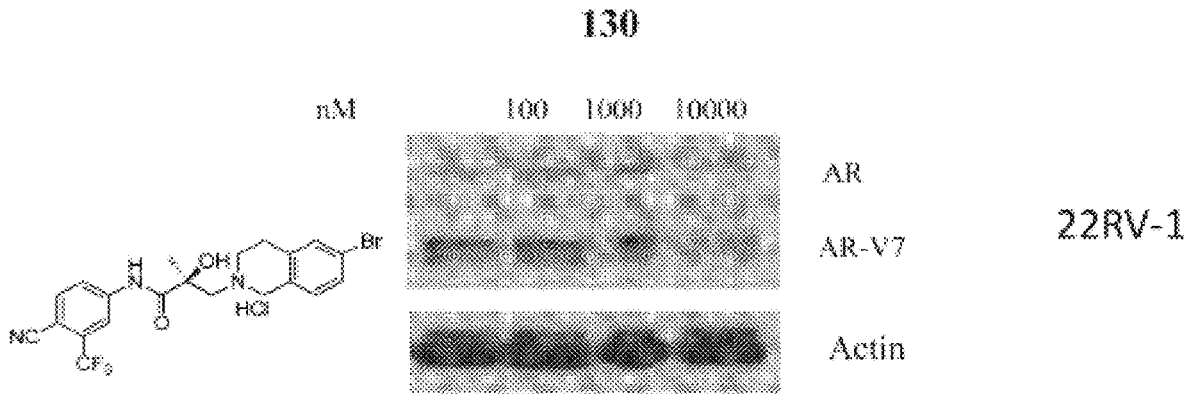 130
nM 100 1000 10000
AR
AR-V7
22RV-1
Actin
H
N
OH
N
HCl
O
Br
NC
CF3